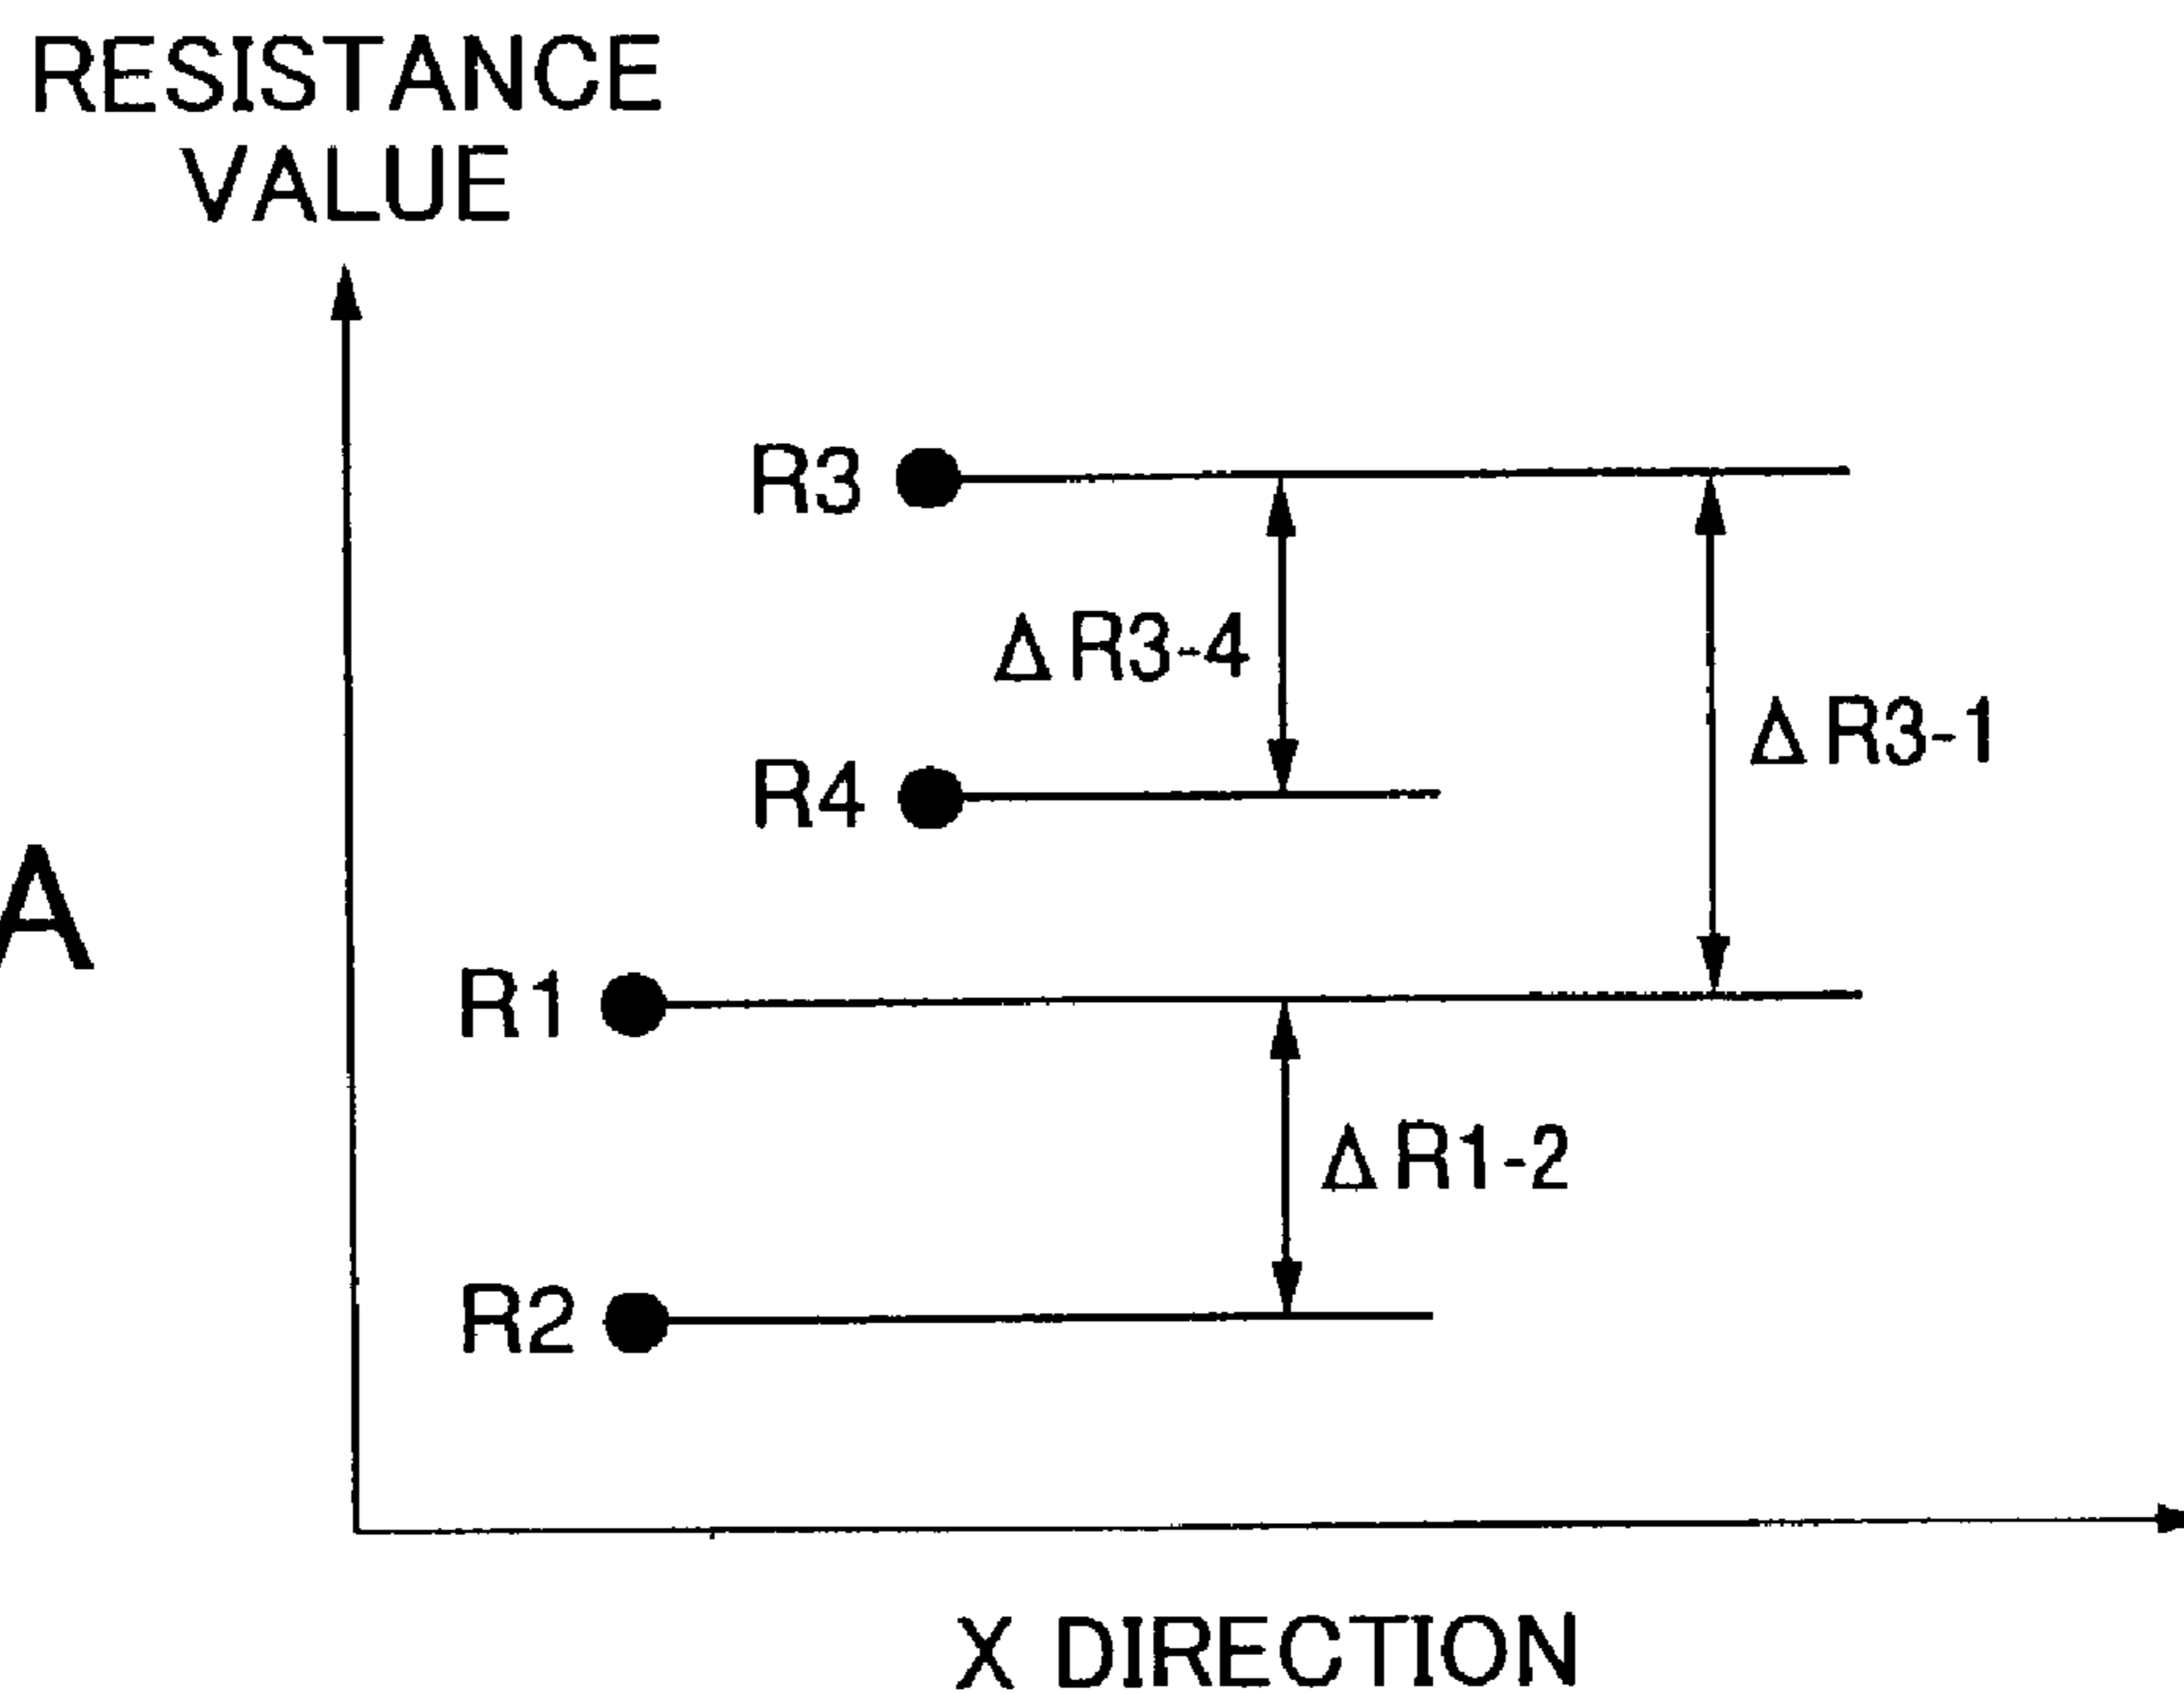 RESISTANCE
VALUE
R3
ΔR3-4
ΔR3-1
R4
A
R1
ΔR1-2
R2
X DIRECTION